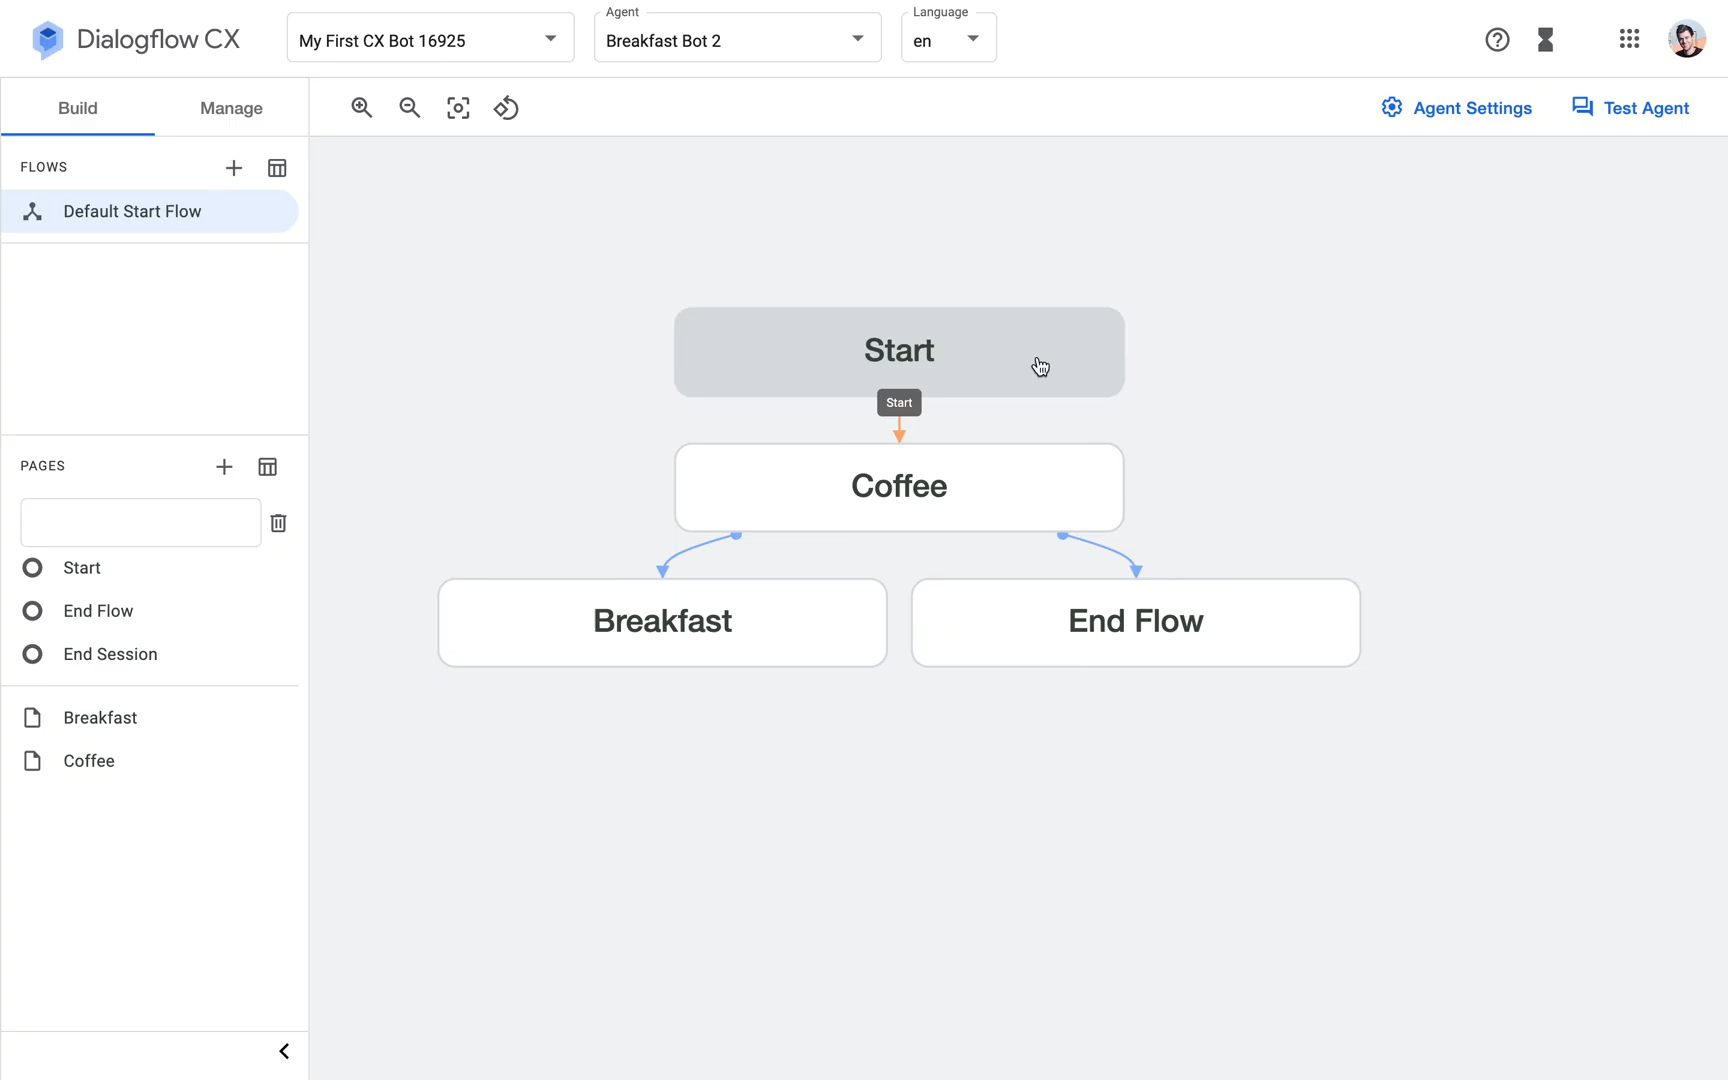 Dialogflow CX
My First CX Bot 16925
Agent
Breakfast Bot 2
Language
en
Build
Manage
Agent Settings
Test Agent
FLOWS
Default Start Flow
PAGES
Start
End Flow
End Session
Breakfast
Coffee
Start
Start
Coffee
Breakfast
End Flow